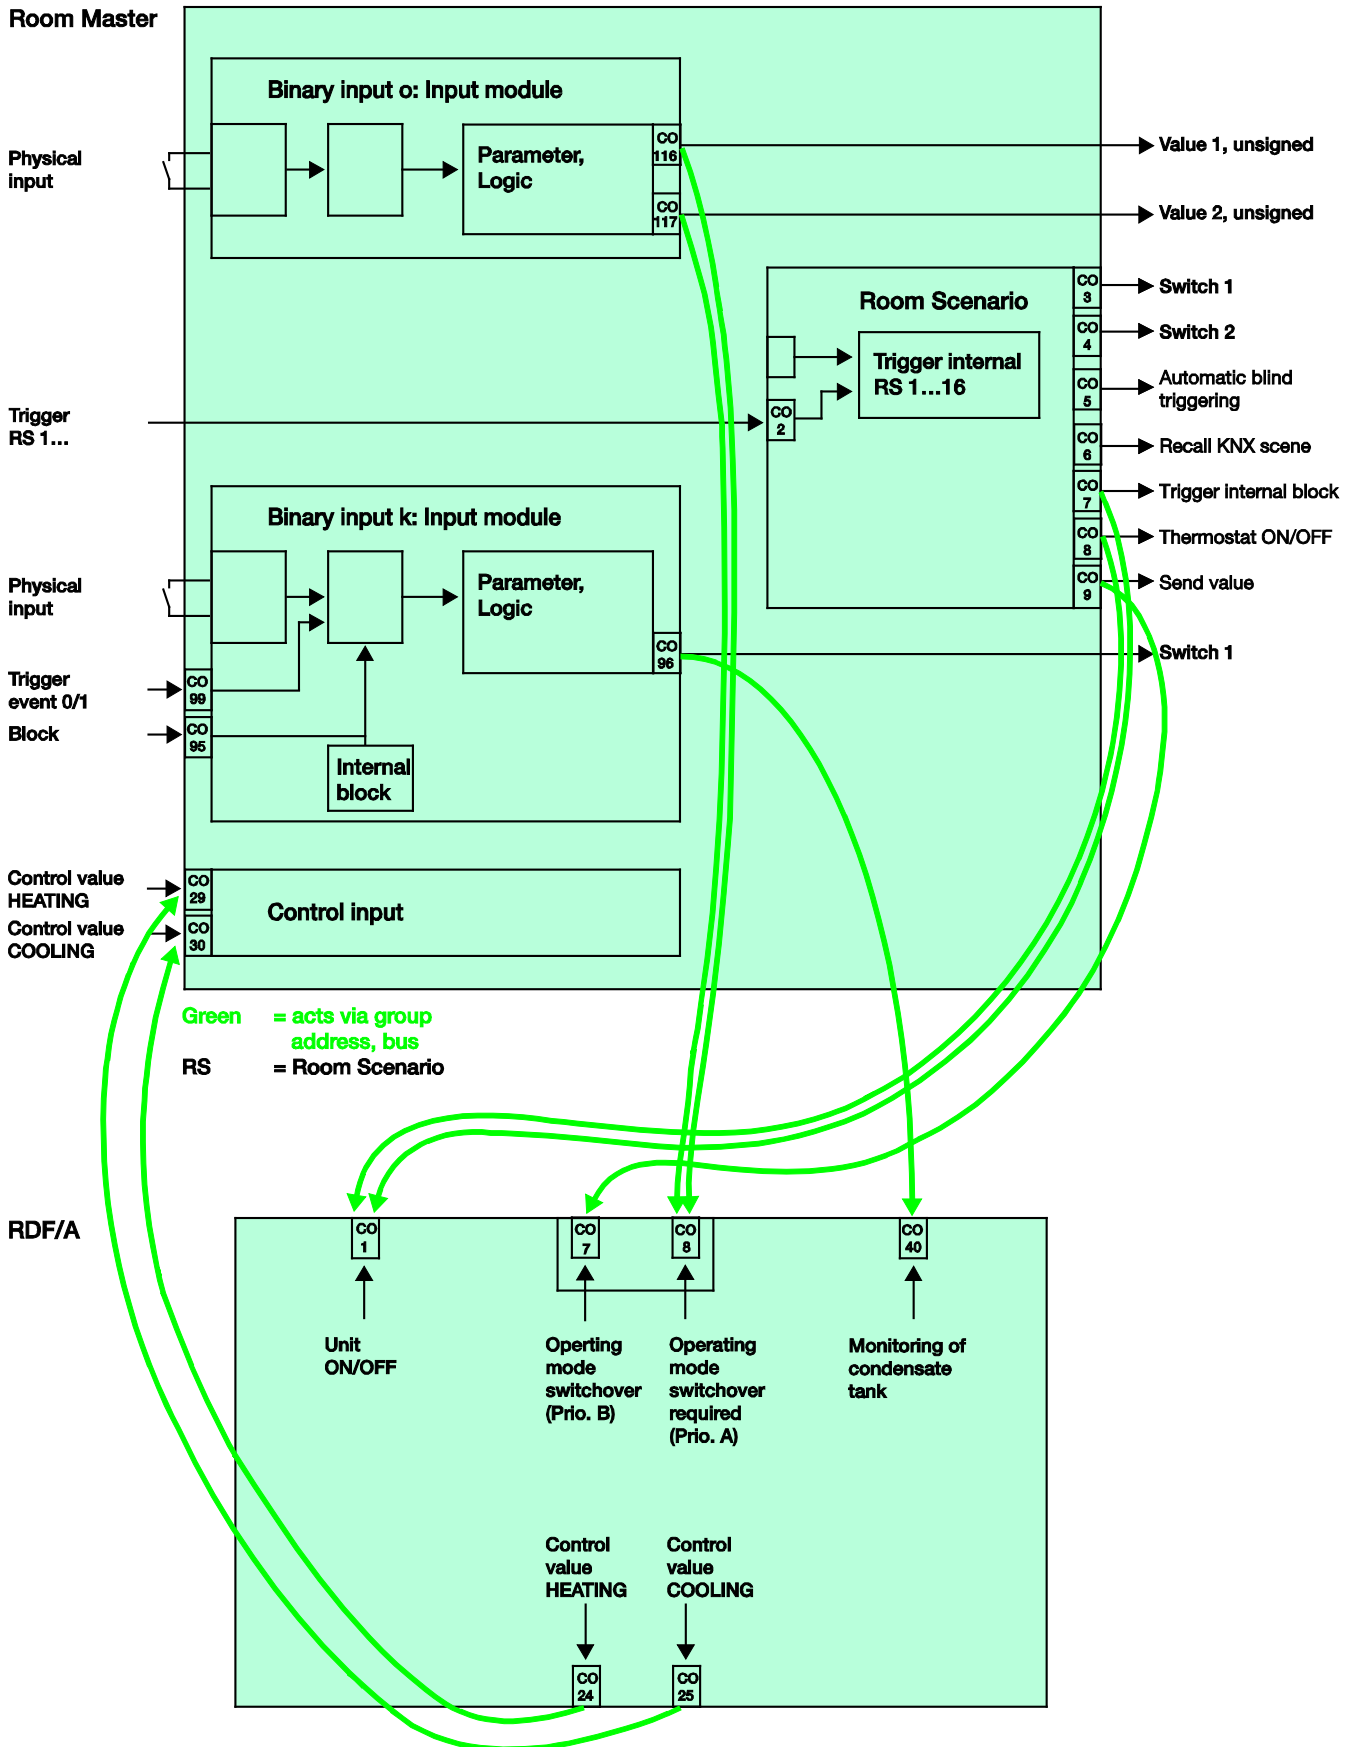 Room Master
Binary input o: Input module
Physical
input
Parameter,
Logic
CO
116
CO
117
Value 1, unsigned
Value 2, unsigned
Room Scenario
Trigger internal
RS 1...16
CO
2
CO
3
CO
4
CO
5
CO
6
CO
7
CO
8
CO
9
Switch 1
Switch 2
Automatic blind
triggering
Recall KNX scene
Trigger internal block
Thermostat ON/OFF
Send value
Trigger
RS 1...
Binary input k: Input module
Physical
input
Parameter,
Logic
CO
96
Switch 1
Trigger
event 0/1
CO
99
Block
CO
95
Internal
block
Control value
HEATING
CO
29
Control value
COOLING
CO
30
Control input
Green = acts via group
address, bus
RS = Room Scenario
RDF/A
CO
1
CO
7
CO
8
CO
40
Unit
ON/OFF
Operting
mode
switchover
(Prio. B)
Operating
mode
switchover
required
(Prio. A)
Monitoring of
condensate
tank
Control
value
HEATING
Control
value
COOLING
CO
24
CO
25